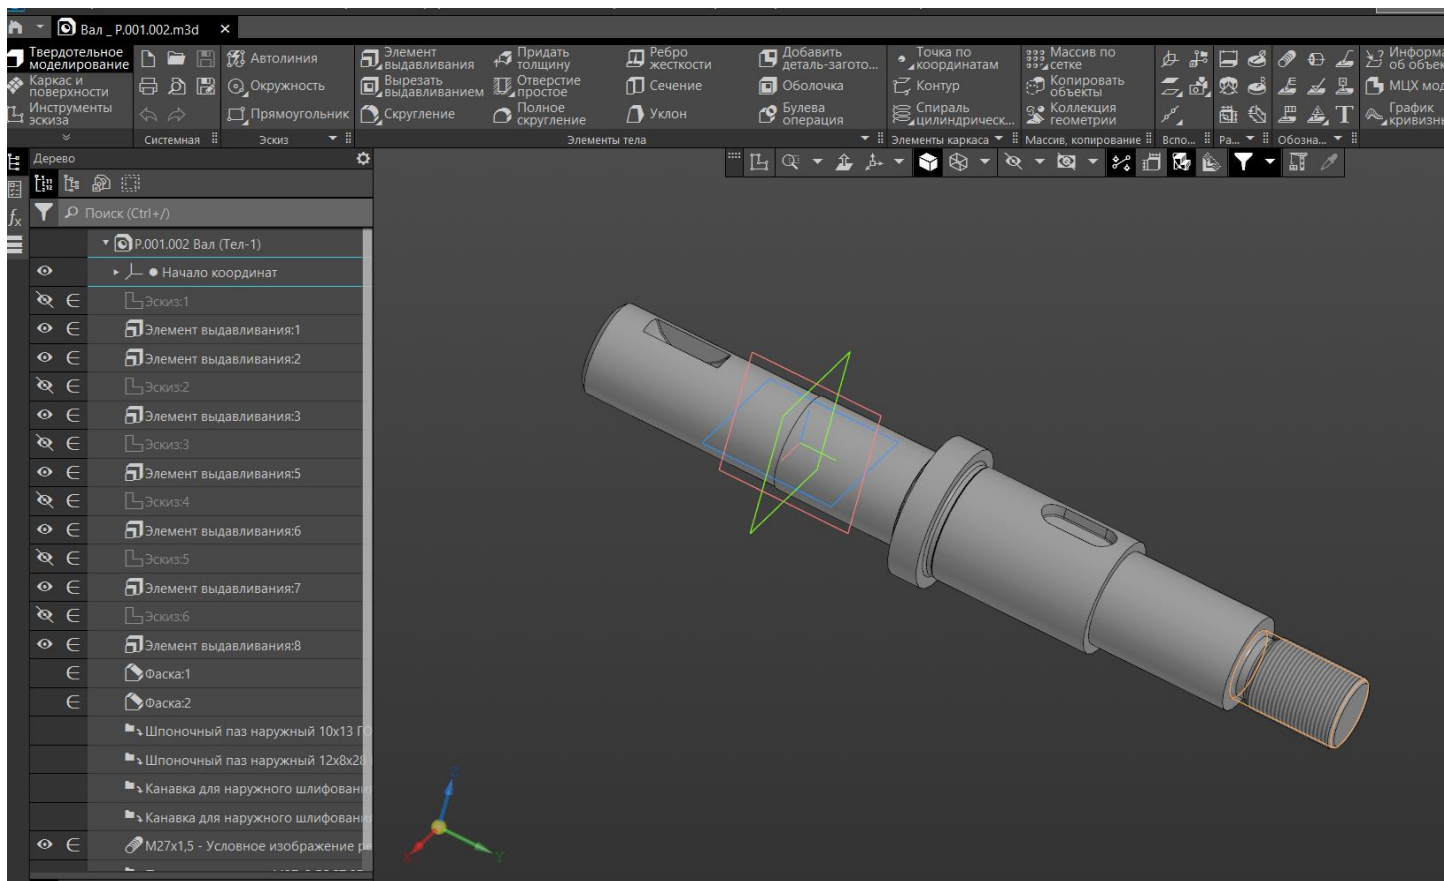 Вал _ Р.001.002.m3d ×
Твердотельное моделирование
Каркас и поверхности
Инструменты эскиза
Системная
Автолиния
Окружность
Прямоугольник
Эскиз
Элемент выдавливания
Вырезать выдавливанием
Скругление
Придать толщину
Отверстие простое
Полное скругление
Ребро жесткости
Сечение
Уклон
Добавить деталь-загото...
Оболочка
Булева операция
Элементы тела
Точка по координатам
Контур
Спираль цилиндрическ...
Элементы каркаса
Массив по сетке
Копировать объекты
Коллекция геометрии
Массив, копирование
Вспо...
Ра...
Обозна...
Информа
об объек
МЦХ мод
График
кривизны
Дерево
Поиск (Ctrl+/)
Р.001.002 Вал (Тел-1)
Начало координат
Эскиз:1
Элемент выдавливания:1
Элемент выдавливания:2
Эскиз:2
Элемент выдавливания:3
Эскиз:3
Элемент выдавливания:5
Эскиз:4
Элемент выдавливания:6
Эскиз:5
Элемент выдавливания:7
Эскиз:6
Элемент выдавливания:8
Фаска:1
Фаска:2
Шпоночный паз наружный 10х13 ГО
Шпоночный паз наружный 12х8х28
Канавка для наружного шлифовани
Канавка для наружного шлифовани
М27х1,5 - Условное изображение ре
Z
X
Y